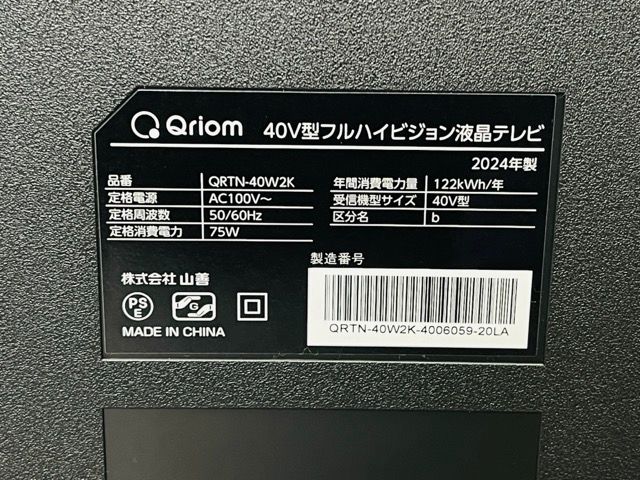 Qriom 40V型フルハイビジョン液晶テレビ
2024年製
品番 QRTN-40W2K
定格電源 AC100V～
定格周波数 50/60Hz
定格消費電力 75W
年間消費電力量 122kWh/年
受信機型サイズ 40V型
区分名 b
製造番号
株式会社 山善
PS
E
G
MADE IN CHINA
QRTN-40W2K-4006059-20LA